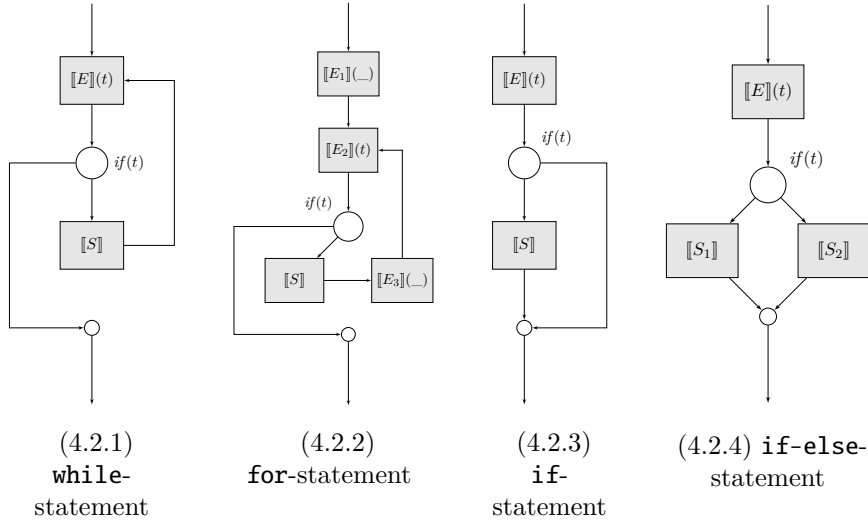 ⟦E⟧(t)
if(t)
⟦S⟧
(4.2.1)
while-
statement
⟦E₁⟧(_)
⟦E₂⟧(t)
if(t)
⟦S⟧
⟦E₃⟧(_)
(4.2.2)
for-statement
⟦E⟧(t)
if(t)
⟦S⟧
(4.2.3)
if-
statement
⟦E⟧(t)
if(t)
⟦S₁⟧
⟦S₂⟧
(4.2.4) if-else-
statement